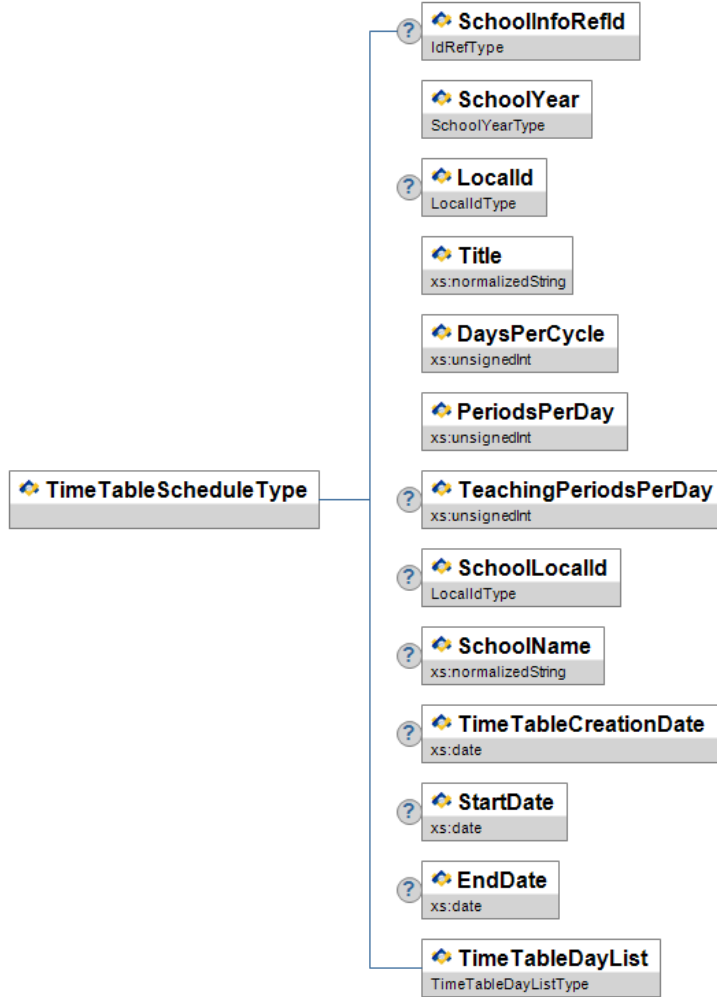 ? SchoolInfoRefId
IdRefType
SchoolYear
SchoolYearType
? LocalId
LocalIdType
Title
xs:normalizedString
DaysPerCycle
xs:unsignedInt
PeriodsPerDay
xs:unsignedInt
TimeTableScheduleType
? TeachingPeriodsPerDay
xs:unsignedInt
? SchoolLocalId
LocalIdType
? SchoolName
xs:normalizedString
? TimeTableCreationDate
xs:date
? StartDate
xs:date
? EndDate
xs:date
TimeTableDayList
TimeTableDayListType